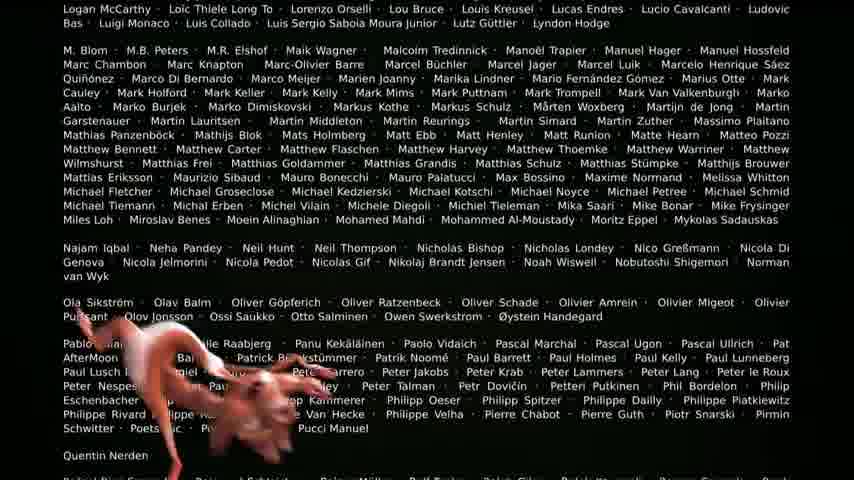 Logan McCarthy · Loïc Thiele Long To · Lorenzo Orselli · Lou Bruce · Louis Kreusel · Lucas Endres · Lucio Cavalcanti · Ludovic
Bas · Luigi Monaco · Luis Collado · Luis Sergio Saboia Moura Junior · Lutz Güttler · Lyndon Hodge
M. Blom · M.B. Peters · M.R. Elshof · Maik Wagner · Malcolm Tredinnick · Manoël Trapier · Manuel Hager · Manuel Hossfeld
Marc Chambon · Marc Knapton · Marc-Olivier Barre · Marcel Büchler · Marcel Jager · Marcel Luik · Marcelo Henrique Sáez
Quiñónez · Marco Di Bernardo · Marco Meijer · Marien Joanny · Marika Lindner · Mario Fernández Gómez · Marius Otte · Mark
Cauley · Mark Holford · Mark Keller · Mark Kelly · Mark Mims · Mark Puttnam · Mark Trompell · Mark Van Valkenburgh · Marko
Aalto · Marko Burjek · Marko Dimiskovski · Markus Kothe · Markus Schulz · Mårten Woxberg · Martijn de Jong · Martin
Garstenauer · Martin Lauritsen · Martin Middleton · Martin Reurings · Martin Simard · Martin Zuther · Massimo Plaitano
Mathias Panzenböck · Mathijs Blok · Mats Holmberg · Matt Ebb · Matt Henley · Matt Runion · Matte Hearn · Matteo Pozzi
Matthew Bennett · Matthew Carter · Matthew Flaschen · Matthew Harvey · Matthew Thoemke · Matthew Warriner · Matthew
Wilmshurst · Matthias Frei · Matthias Goldammer · Matthias Grandis · Matthias Schulz · Matthias Stümpke · Matthijs Brouwer
Mattias Eriksson · Maurizio Sibaud · Mauro Bonecchi · Mauro Palatucci · Max Bossino · Maxime Normand · Melissa Whitton
Michael Fletcher · Michael Groseclose · Michael Kedzierski · Michael Kotschi · Michael Noyce · Michael Petree · Michael Schmid
Michael Tiemann · Michal Erben · Michel Vilain · Michele Diegoli · Michiel Tieleman · Mika Saari · Mike Bonar · Mike Frysinger
Miles Loh · Miroslav Benes · Moein Alinaghian · Mohamed Mahdi · Mohammed Al-Moustady · Moritz Eppel · Mykolas Sadauskas
Najam Iqbal · Neha Pandey · Neil Hunt · Neil Thompson · Nicholas Bishop · Nicholas Londey · Nico Greßmann · Nicola Di
Genova · Nicola Jelmorini · Nicola Pedot · Nicolas Gif · Nikolaj Brandt Jensen · Noah Wiswell · Nobutoshi Shigemori · Norman
van Wyk
Ola Sikström · Olav Balm · Oliver Göpferich · Oliver Ratzenbeck · Oliver Schade · Olivier Amrein · Olivier Migeot · Olivier
Olov Jonsson · Ossi Saukko · Otto Salminen · Owen Swerkstrom · Øystein Handegard
Pablo Raabjerg · Panu Kekäläinen · Paolo Vidaich · Pascal Marchal · Pascal Ugon · Pascal Ullrich · Pat
AfterMoon Patrick · Patrik Noomé · Paul Barrett · Paul Holmes · Paul Kelly · Paul Lunneberg
Paul Lusch · Peter Jakobs · Peter Krab · Peter Lammers · Peter Lang · Peter le Roux
Peter · Peter Talman · Petr Dovičín · Petteri Putkinen · Phil Bordelon · Philip
Eschenbacher Kammerer · Philipp Oeser · Philipp Spitzer · Philippe Dailly · Philippe Piatkiewitz
Philippe Rivard Van Hecke · Philippe Velha · Pierre Chabot · Pierre Guth · Piotr Snarski · Pirmin
Schwitter · Pucci Manuel
Quentin Nerden